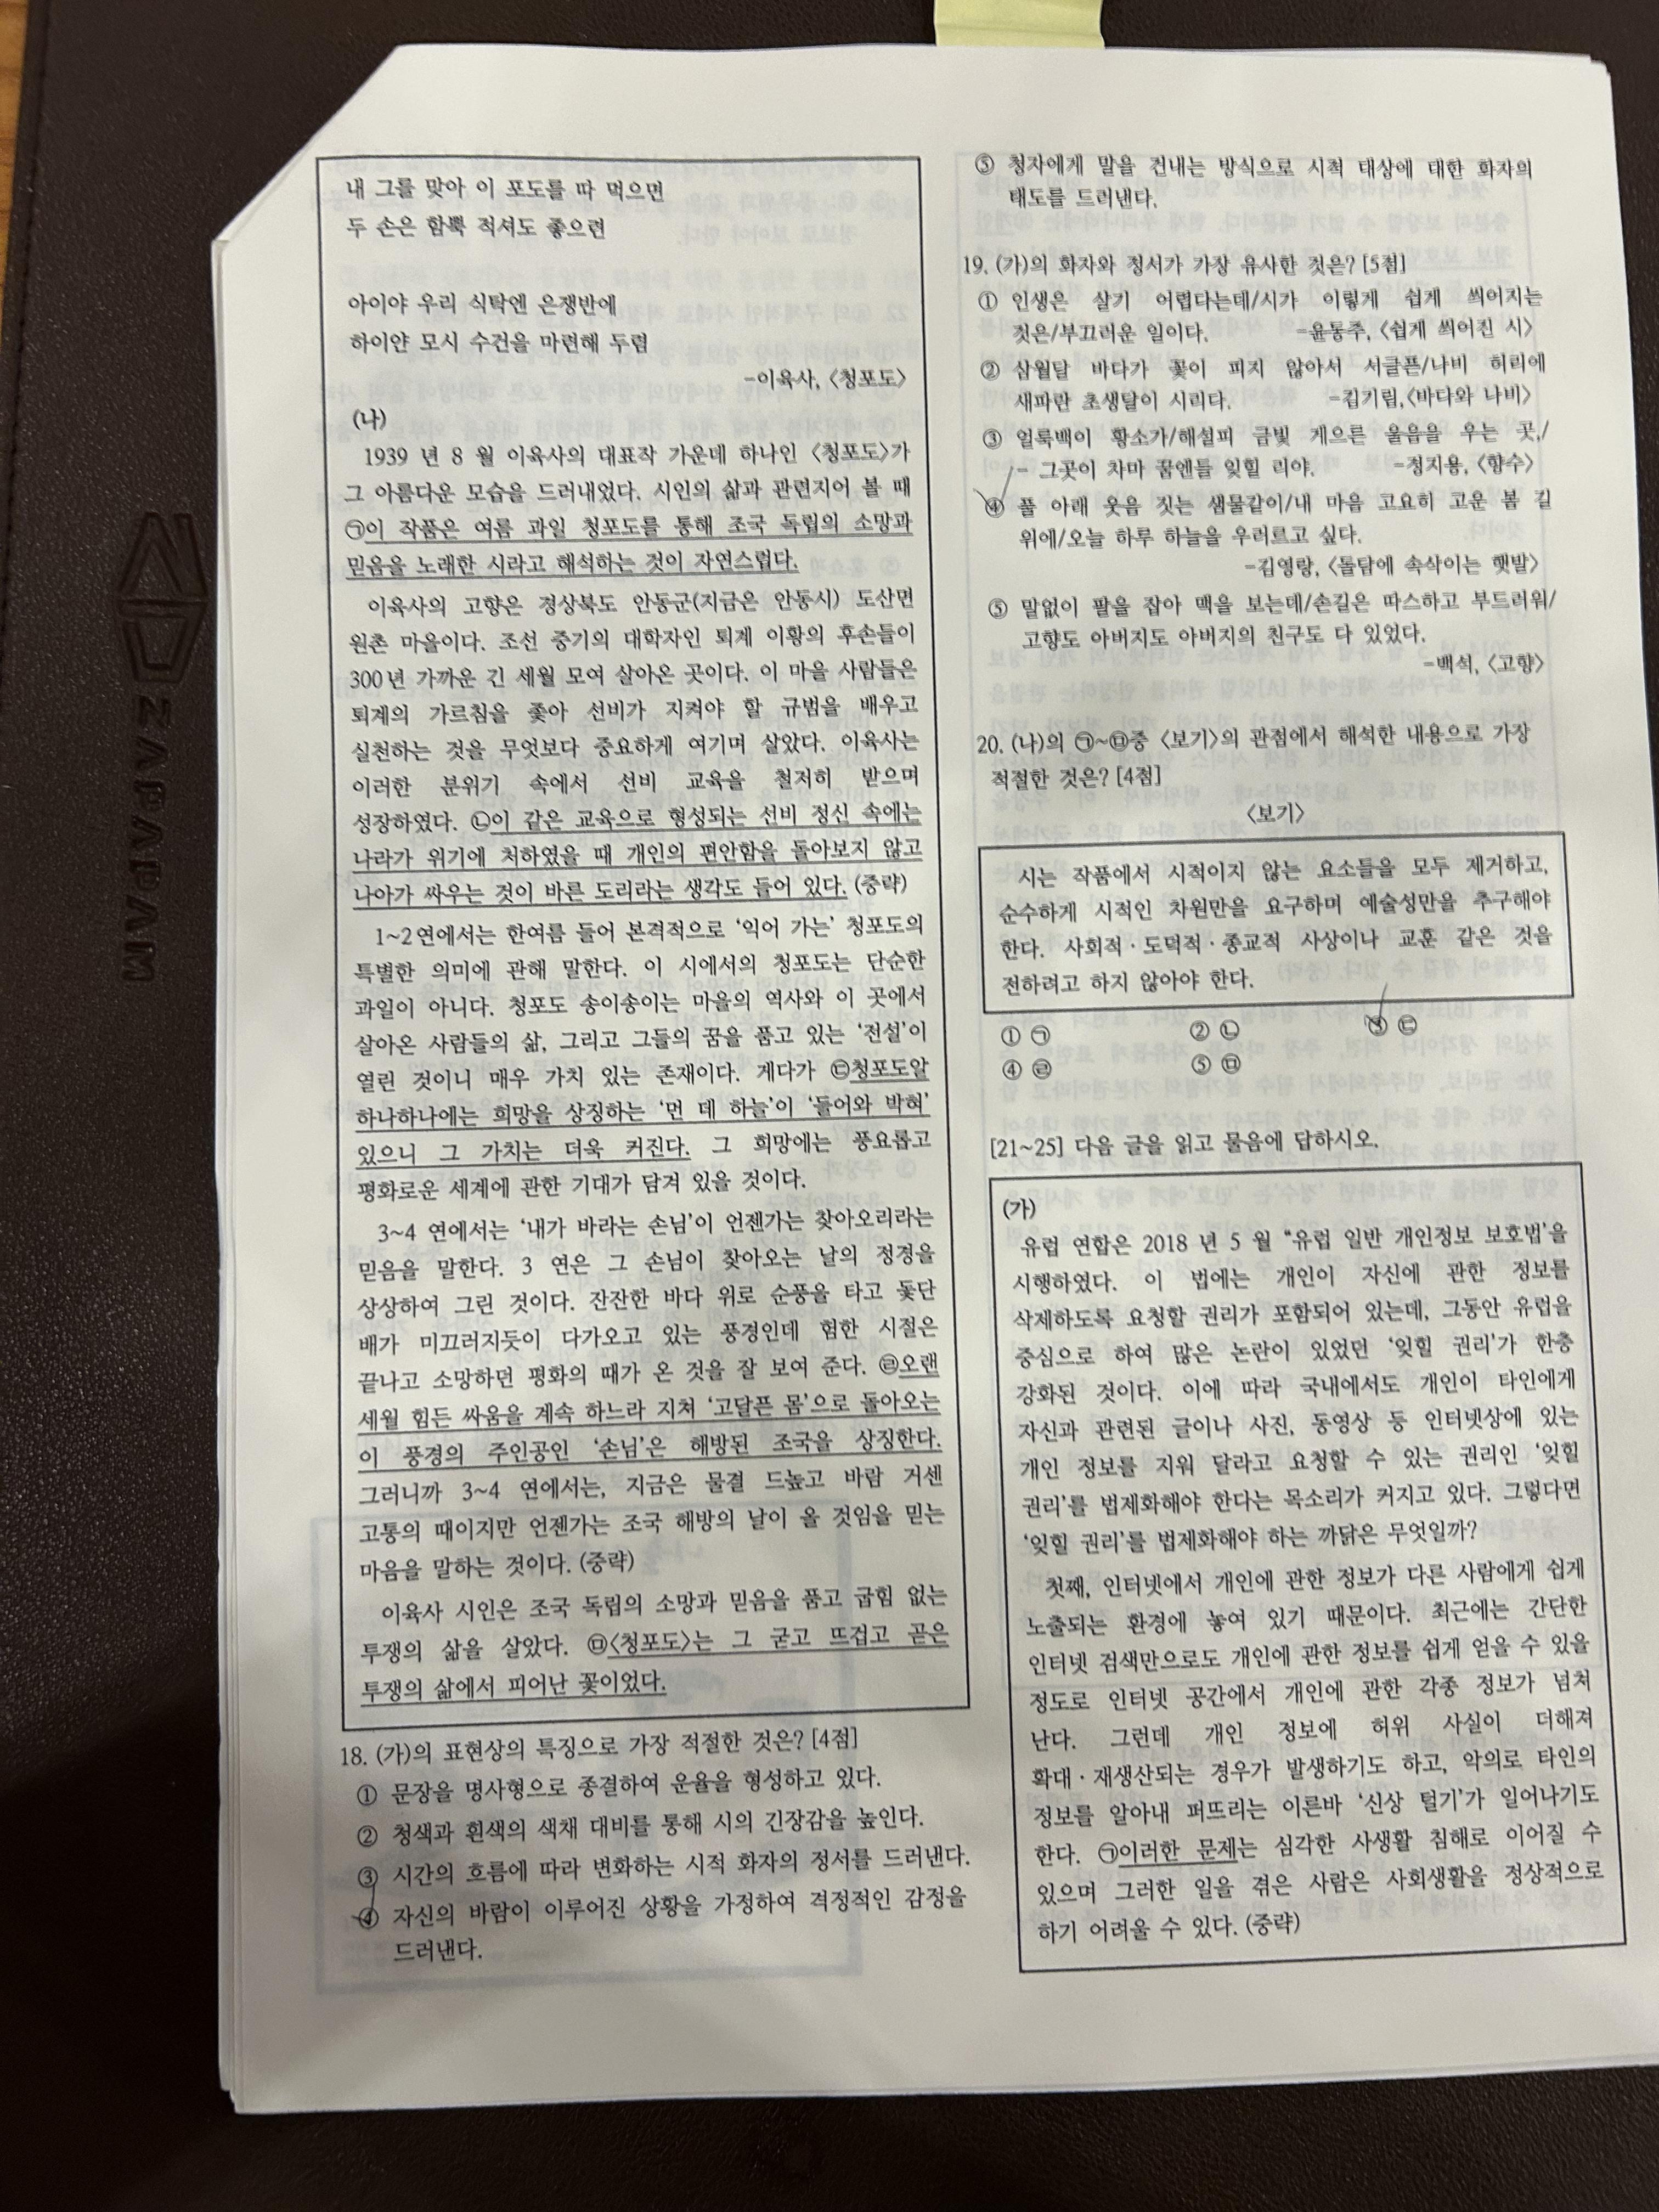 내 그를 맞아 이 포도를 따 먹으면
두 손은 함뿍 적셔도 좋으련
아이야 우리 식탁엔 은쟁반에
하이얀 모시 수건을 마련해 두렴
-이육사, <청포도>
(나)
1939 년 8 월 이육사의 대표작 가운데 하나인 <청포도>가
그 아름다운 모습을 드러내었다. 시인의 삶과 관련지어 볼 때
㉠이 작품은 여름 과일 청포도를 통해 조국 독립의 소망과
믿음을 노래한 시라고 해석하는 것이 자연스럽다.
이육사의 고향은 경상북도 안동군(지금은 안동시) 도산면
원촌 마을이다. 조선 중기의 대학자인 퇴계 이황의 후손들이
300년 가까운 긴 세월 모여 살아온 곳이다. 이 마을 사람들은
퇴계의 가르침을 좇아 선비가 지켜야 할 규범을 배우고
실천하는 것을 무엇보다 중요하게 여기며 살았다. 이육사는
이러한 분위기 속에서 선비 교육을 철저히 받으며
성장하였다. ㉡이 같은 교육으로 형성되는 선비 정신 속에는
나라가 위기에 처하였을 때 개인의 편안함을 돌아보지 않고
나아가 싸우는 것이 바른 도리라는 생각도 들어 있다. (중략)
1~2연에서는 한여름 들어 본격적으로 '익어 가는' 청포도의
특별한 의미에 관해 말한다. 이 시에서의 청포도는 단순한
과일이 아니다. 청포도 송이송이는 마을의 역사와 이 곳에서
살아온 사람들의 삶, 그리고 그들의 꿈을 품고 있는 '전설'이
열린 것이니 매우 가치 있는 존재이다. 게다가 ㉢청포도알
하나하나에는 희망을 상징하는 '먼 데 하늘'이 '들어와 박혀'
있으니 그 가치는 더욱 커진다. 그 희망에는 풍요롭고
평화로운 세계에 관한 기대가 담겨 있을 것이다.
3~4 연에서는 '내가 바라는 손님'이 언젠가는 찾아오리라는
믿음을 말한다. 3 연은 그 손님이 찾아오는 날의 정경을
상상하여 그린 것이다. 잔잔한 바다 위로 순풍을 타고 돛단
배가 미끄러지듯이 다가오고 있는 풍경인데 험한 시절은
끝나고 소망하던 평화의 때가 온 것을 잘 보여 준다. ㉣오랜
세월 힘든 싸움을 계속 하느라 지쳐 '고달픈 몸'으로 돌아오는
이 풍경의 주인공인 '손님'은 해방된 조국을 상징한다.
그러니까 3~4 연에서는, 지금은 물결 드높고 바람 거센
고통의 때이지만 언젠가는 조국 해방의 날이 올 것임을 믿는
마음을 말하는 것이다. (중략)
이육사 시인은 조국 독립의 소망과 믿음을 품고 굽힘 없는
투쟁의 삶을 살았다. ㉤<청포도>는 그 굳고 뜨겁고 곧은
투쟁의 삶에서 피어난 꽃이었다.
18. (가)의 표현상의 특징으로 가장 적절한 것은? [4점]
① 문장을 명사형으로 종결하여 운율을 형성하고 있다.
② 청색과 흰색의 색채 대비를 통해 시의 긴장감을 높인다.
③ 시간의 흐름에 따라 변화하는 시적 화자의 정서를 드러낸다.
④ 자신의 바람이 이루어진 상황을 가정하여 격정적인 감정을
드러낸다.
⑤ 청자에게 말을 건내는 방식으로 시적 대상에 대한 화자의
태도를 드러낸다.
19. (가)의 화자와 정서가 가장 유사한 것은? [5점]
① 인생은 살기 어렵다는데/시가 이렇게 쉽게 씌어지는
것은/부끄러운 일이다. -윤동주, <쉽게 씌어진 시>
② 삼월달 바다가 꽃이 피지 않아서 서글픈/나비 허리에
새파란 초생달이 시리다. -김기림,<바다와 나비>
③ 얼룩백이 황소가/해설피 금빛 게으른 울음을 우는 곳,/
- 그곳이 차마 꿈엔들 잊힐 리야. -정지용, <향수>
④ 풀 아래 웃음 짓는 샘물같이/내 마음 고요히 고운 봄 길
위에/오늘 하루 하늘을 우러르고 싶다.
-김영랑, <돌담에 속삭이는 햇발>
⑤ 말없이 팔을 잡아 맥을 보는데/손길은 따스하고 부드러워/
고향도 아버지도 아버지의 친구도 다 있었다.
-백석, <고향>
20. (나)의 ㉠~㉤중 <보기>의 관점에서 해석한 내용으로 가장
적절한 것은? [4점]
<보기>
시는 작품에서 시적이지 않는 요소들을 모두 제거하고,
순수하게 시적인 차원만을 요구하며 예술성만을 추구해야
한다. 사회적·도덕적·종교적 사상이나 교훈 같은 것을
전하려고 하지 않아야 한다.
① ㉠ ② ㉡ ③ ㉢
④ ㉣ ⑤ ㉤
[21~25] 다음 글을 읽고 물음에 답하시오.
(가)
유럽 연합은 2018 년 5 월 "유럽 일반 개인정보 보호법'을
시행하였다. 이 법에는 개인이 자신에 관한 정보를
삭제하도록 요청할 권리가 포함되어 있는데, 그동안 유럽을
중심으로 하여 많은 논란이 있었던 '잊힐 권리'가 한층
강화된 것이다. 이에 따라 국내에서도 개인이 타인에게
자신과 관련된 글이나 사진, 동영상 등 인터넷상에 있는
개인 정보를 지워 달라고 요청할 수 있는 권리인 '잊힐
권리'를 법제화해야 한다는 목소리가 커지고 있다. 그렇다면
'잊힐 권리'를 법제화해야 하는 까닭은 무엇일까?
첫째, 인터넷에서 개인에 관한 정보가 다른 사람에게 쉽게
노출되는 환경에 놓여 있기 때문이다. 최근에는 간단한
인터넷 검색만으로도 개인에 관한 정보를 쉽게 얻을 수 있을
정도로 인터넷 공간에서 개인에 관한 각종 정보가 넘쳐
난다. 그런데 개인 정보에 허위 사실이 더해져
확대·재생산되는 경우가 발생하기도 하고, 악의로 타인의
정보를 알아내 퍼뜨리는 이른바 '신상 털기'가 일어나기도
한다. ㉠이러한 문제는 심각한 사생활 침해로 이어질 수
있으며 그러한 일을 겪은 사람은 사회생활을 정상적으로
하기 어려울 수 있다. (중략)